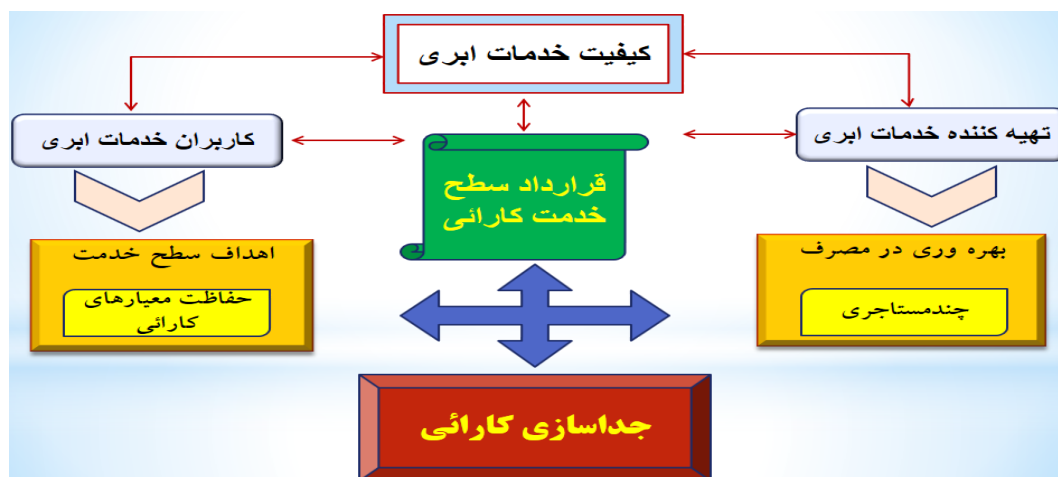 کیفیت خدمات ابری
تهیه کننده خدمات ابری
کاربران خدمات ابری
قرارداد سطح
خدمت کارائی
بهره وری در مصرف
چندمستاجری
اهداف سطح خدمت
حفاظت معیارهای
کارائی
جداسازی کارائی